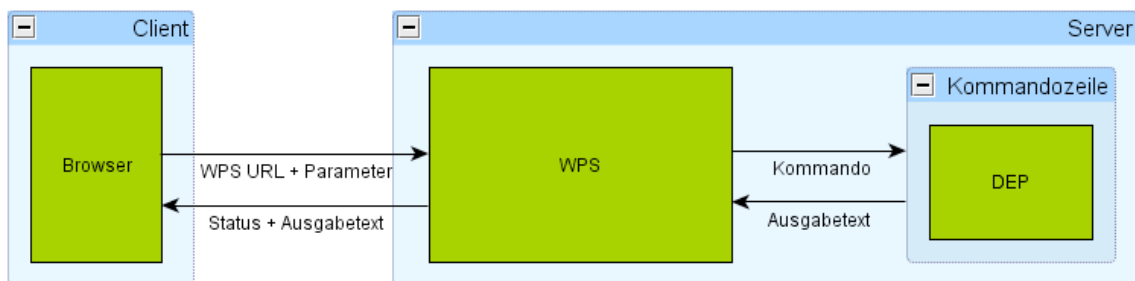 Client
Server
Kommandozeile
Browser
WPS URL + Parameter
WPS
Kommando
DEP
Status + Ausgabetext
Ausgabetext